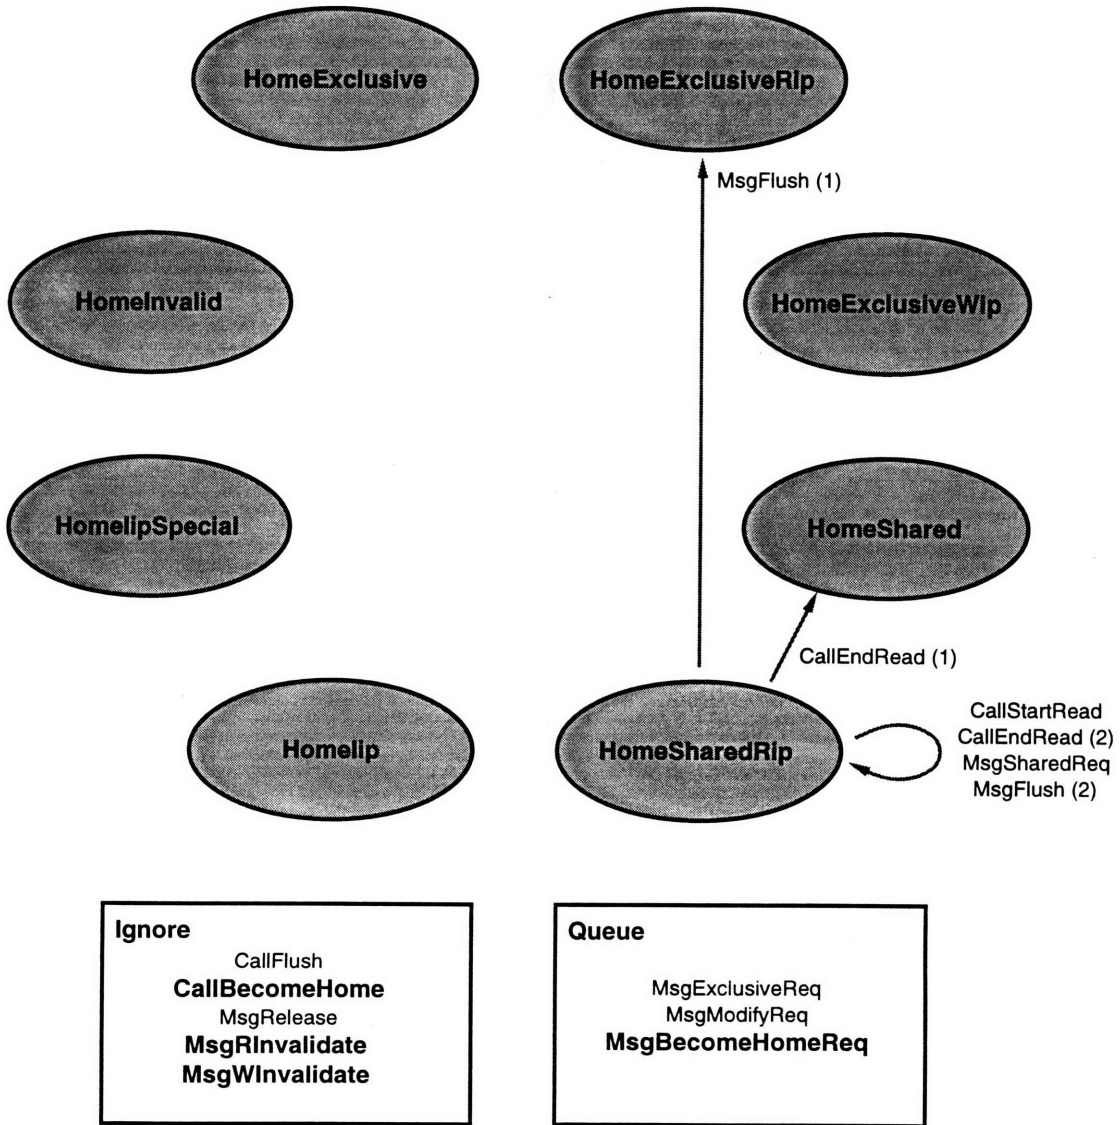 HomeExclusive
HomeExclusiveRip
MsgFlush (1)
HomeInvalid
HomeExclusiveWip
HomeIipSpecial
HomeShared
CallEndRead (1)
HomeIip
HomeSharedRip
CallStartRead
CallEndRead (2)
MsgSharedReq
MsgFlush (2)
Ignore
CallFlush
CallBecomeHome
MsgRelease
MsgRInvalidate
MsgWInvalidate
Queue
MsgExclusiveReq
MsgModifyReq
MsgBecomeHomeReq